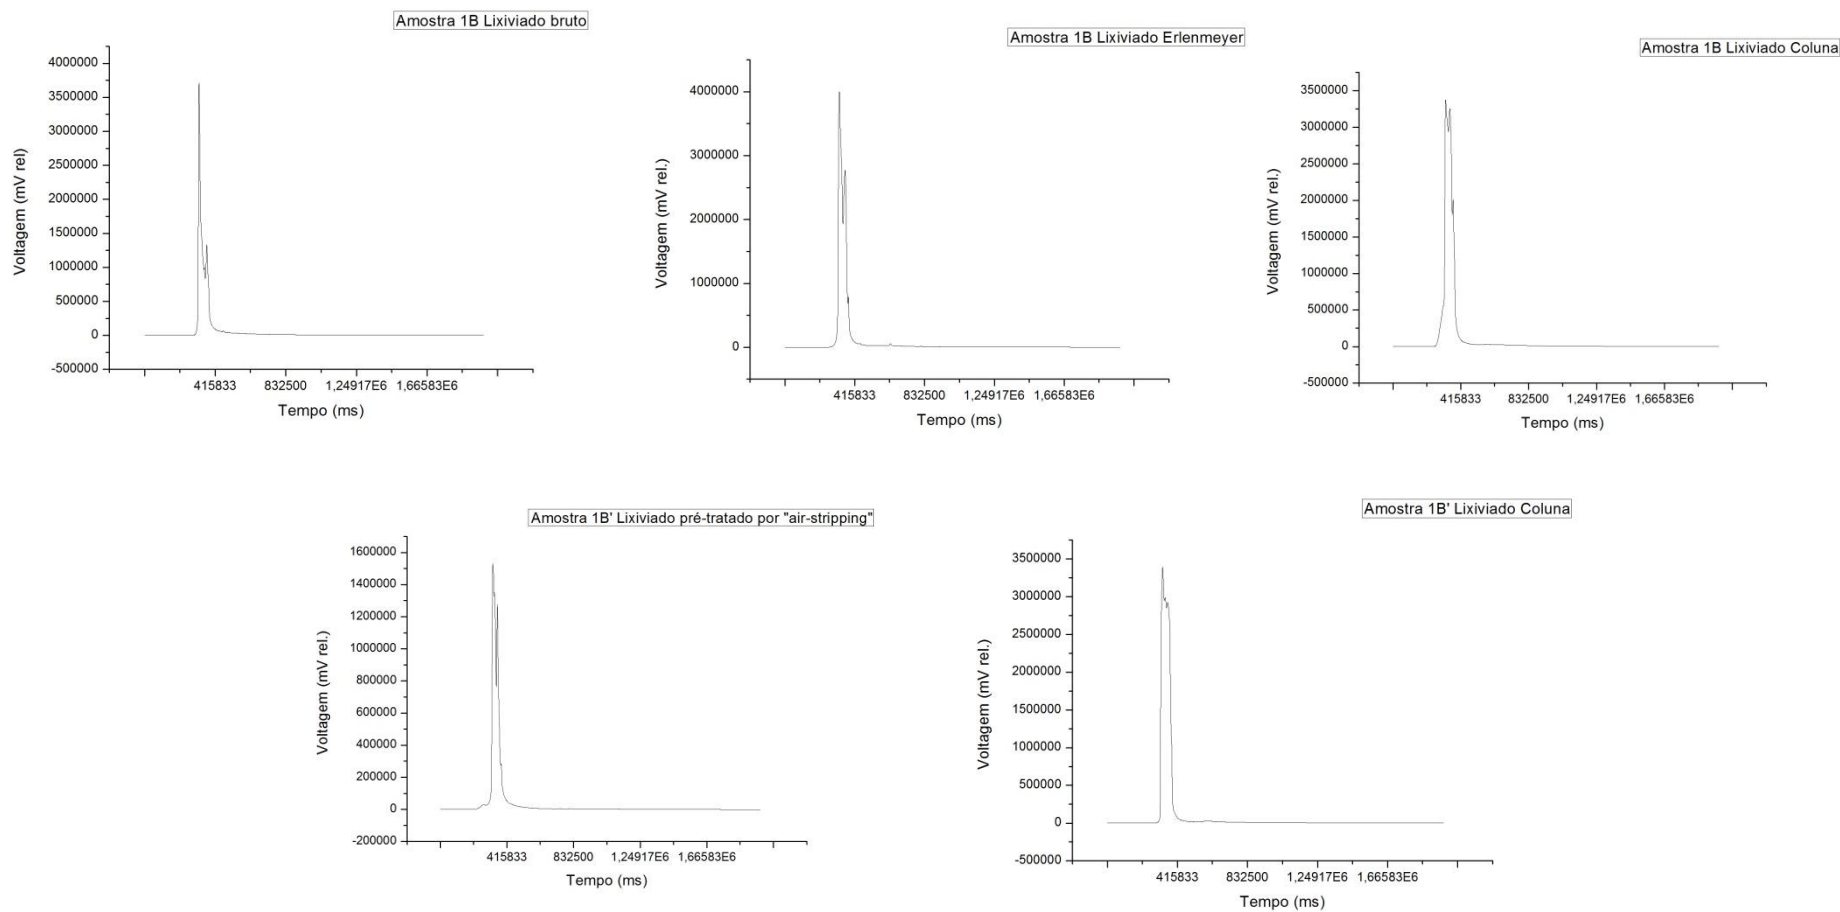 Amostra 1B Lixiviado bruto
4000000
3500000
3000000
2500000
2000000
1500000
1000000
500000
0
-500000
Voltagem (mV rel)
415833 832500 1,24917E6 1,66583E6
Tempo (ms)
Amostra 1B Lixiviado Erlenmeyer
4000000
3000000
2000000
1000000
0
Voltagem (mV rel.)
415833 832500 1,24917E6 1,66583E6
Tempo (ms)
Amostra 1B Lixiviado Coluna
3500000
3000000
2500000
2000000
1500000
1000000
500000
0
-500000
Voltagem (mV rel.)
415833 832500 1,24917E6 1,66583E6
Tempo (ms)
Amostra 1B' Lixiviado pré-tratado por "air-stripping"
1600000
1400000
1200000
1000000
800000
600000
400000
200000
0
-200000
Voltagem (mV rel.)
415833 832500 1,24917E6 1,66583E6
Tempo (ms)
Amostra 1B' Lixiviado Coluna
3500000
3000000
2500000
2000000
1500000
1000000
500000
0
-500000
Voltagem (mV rel.)
415833 832500 1,24917E6 1,66583E6
Tempo (ms)